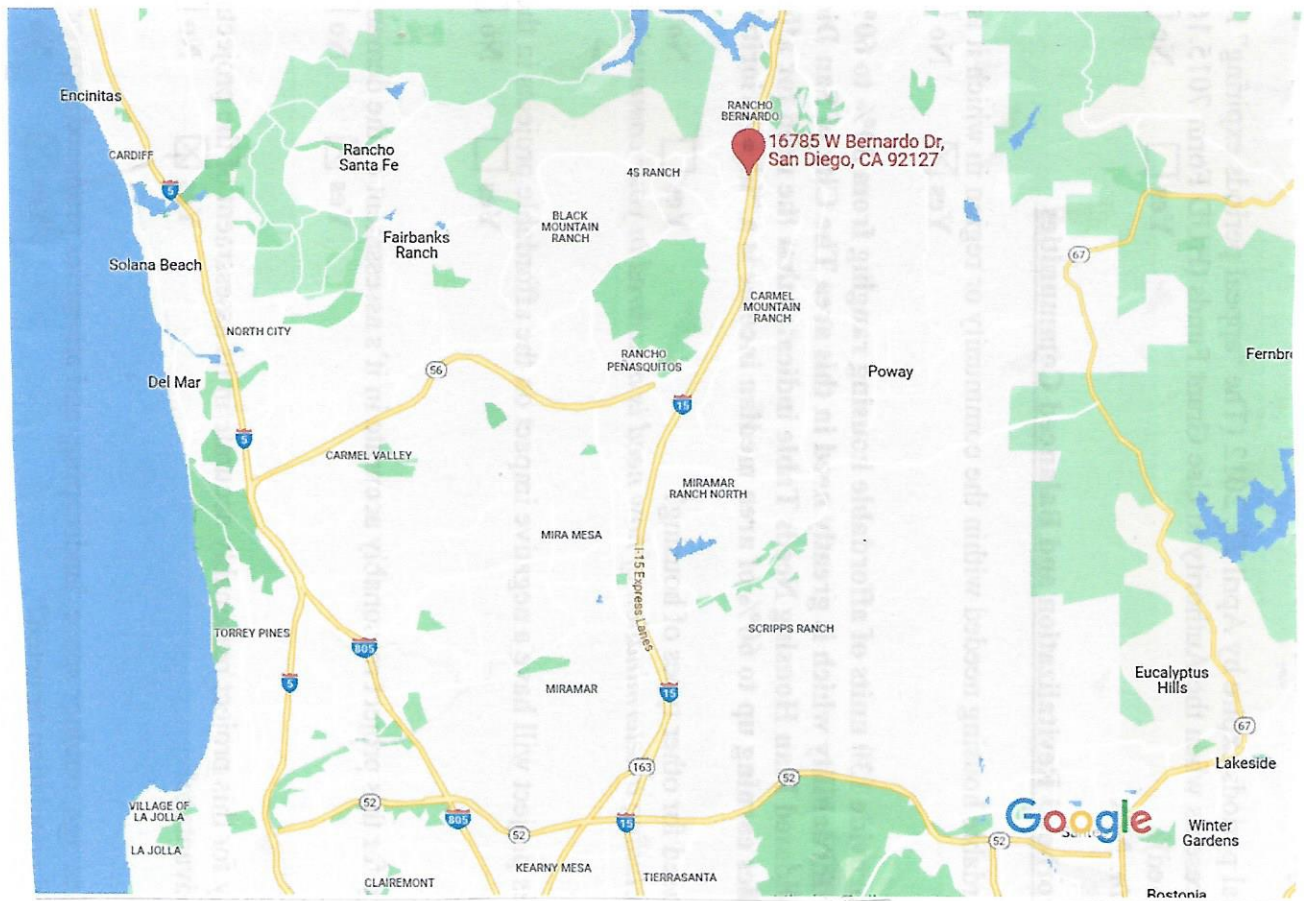 Encinitas
CARDIFF
5
Rancho
Santa Fe
RANCHO
BERNARDO
16785 W Bernardo Dr,
San Diego, CA 92127
4S RANCH
BLACK
MOUNTAIN
RANCH
Fairbanks
Ranch
Solana Beach
67
CARMEL
MOUNTAIN
RANCH
NORTH CITY
RANCHO
PEÑASQUITOS
Fernbr
56
Del Mar
Poway
15
5
CARMEL VALLEY
MIRAMAR
RANCH NORTH
MIRA MESA
I-15 Express Lanes
SCRIPPS RANCH
TORREY PINES
805
Eucalyptus
Hills
5
MIRAMAR
15
67
163
Lakeside
52
52
VILLAGE OF
LA JOLLA
805
15
52
Google
52
Winter
Gardens
LA JOLLA
KEARNY MESA
TIERRASANTA
CLAIREMONT
Bostonia